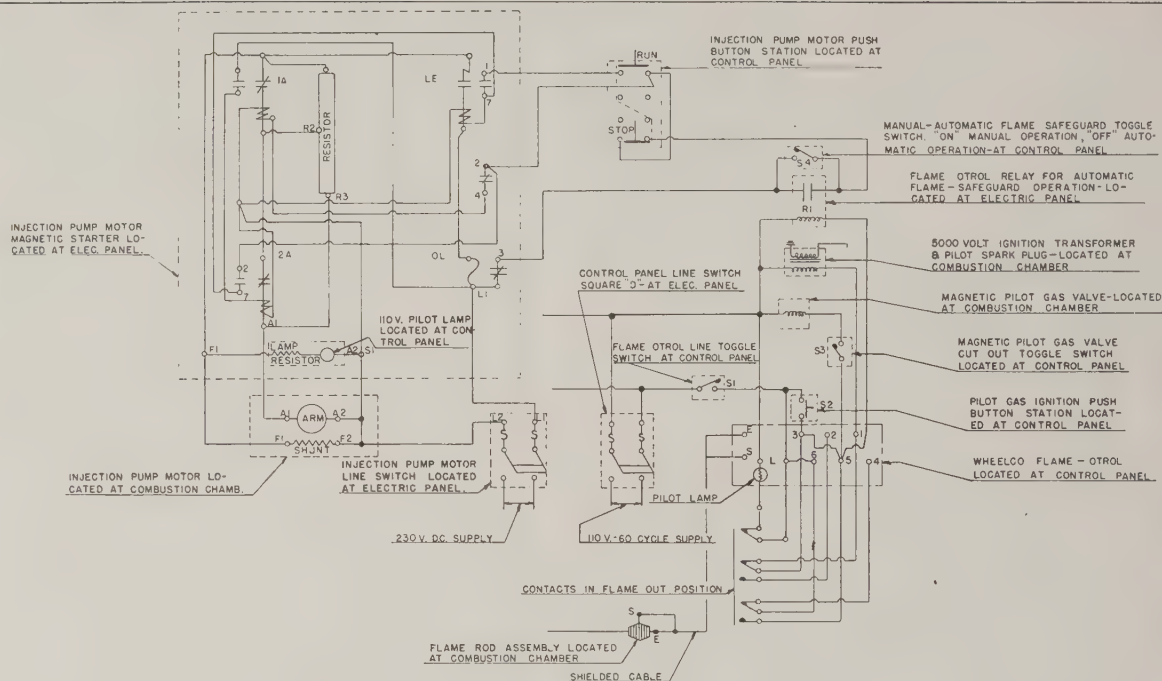 INJECTION PUMP MOTOR PUSH
BUTTON STATION LOCATED AT
CONTROL PANEL
RUN
STOP
1A
LE
1
7
R2
RESISTOR
R3
2
4
MANUAL-AUTOMATIC FLAME SAFEGUARD TOGGLE
SWITCH. "ON" MANUAL OPERATION, "OFF" AUTO-
MATIC OPERATION-AT CONTROL PANEL
S4
FLAME OTROL RELAY FOR AUTOMATIC
FLAME-SAFEGUARD OPERATION-LO-
CATED AT ELECTRIC PANEL
R1
INJECTION PUMP MOTOR
MAGNETIC STARTER LO-
CATED AT ELEC. PANEL.
2A
2
7
OL
3
L1
5000 VOLT IGNITION TRANSFORMER
& PILOT SPARK PLUG-LOCATED AT
COMBUSTION CHAMBER
CONTROL PANEL LINE SWITCH
SQUARE "D"-AT ELEC. PANEL
MAGNETIC PILOT GAS VALVE-LOCATED
AT COMBUSTION CHAMBER
A1
110 V. PILOT LAMP
LOCATED AT CON-
TROL PANEL
F1
LAMP
RESISTOR
A2
S1
FLAME OTROL LINE TOGGLE
SWITCH AT CONTROL PANEL
S1
S3
MAGNETIC PILOT GAS VALVE
CUT OUT TOGGLE SWITCH
LOCATED AT CONTROL PANEL
S2
PILOT GAS IGNITION PUSH
BUTTON STATION LOCAT-
ED AT CONTROL PANEL
A1
ARM
A2
F1
SHUNT
F2
L2
L1
E
S
L
3
2
1
6
5
4
WHEELCO FLAME-OTROL
LOCATED AT CONTROL PANEL
INJECTION PUMP MOTOR LO-
CATED AT COMBUSTION CHAMB.
INJECTION PUMP MOTOR
LINE SWITCH LOCATED
AT ELECTRIC PANEL.
PILOT LAMP
230 V. D.C. SUPPLY
110 V.-60 CYCLE SUPPLY
CONTACTS IN FLAME OUT POSITION
S
E
FLAME ROD ASSEMBLY LOCATED
AT COMBUSTION CHAMBER
SHIELDED CABLE